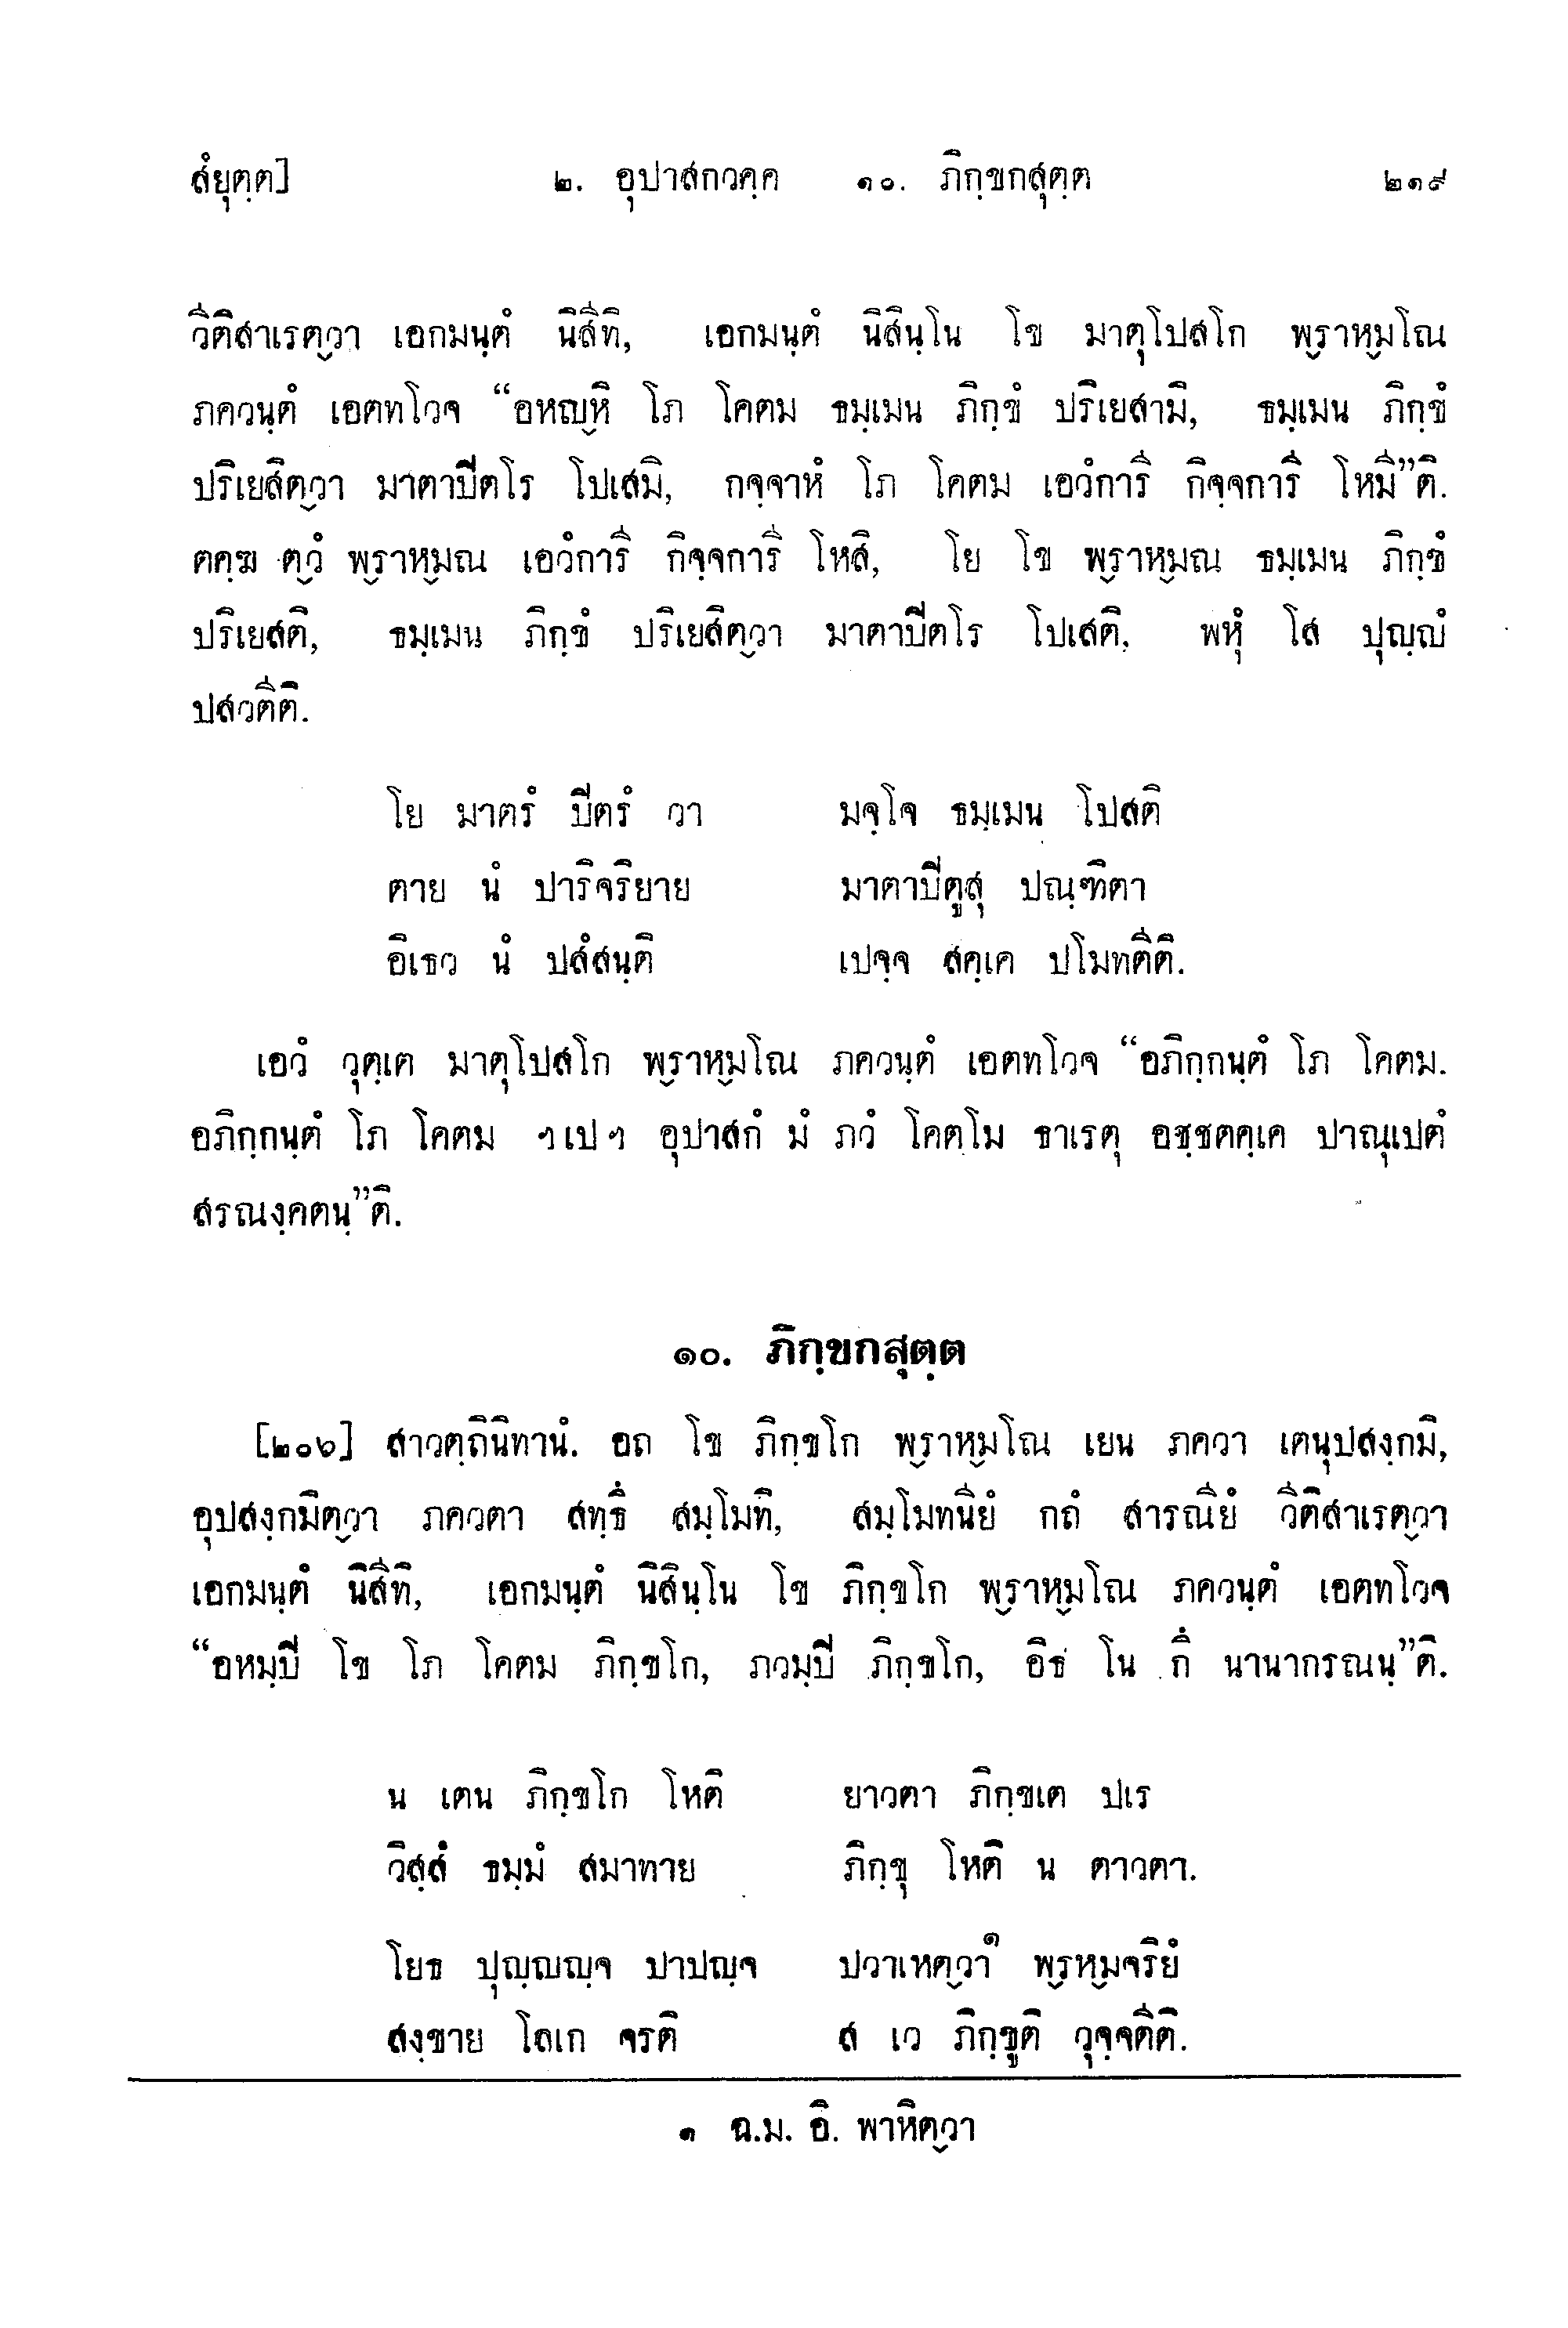 สํยุตฺต] ๒. อุปาสกวคฺค ๑๐. ภิกฺขกสุตฺต ๒๑๙
วีติสาเรตฺวา เอกมนฺตํ นิสีทิ, เอกมนฺตํ นิสินฺโน โข มาตุโปสโก พฺราหฺมโณ
ภควนฺตํ เอตทโวจ “อหญฺหิ โภ โคตม ธมฺเมน ภิกฺขํ ปริเยสามิ, ธมฺเมน ภิกฺขํ
ปริเยสิตฺวา มาตาปิตโร โปเสมิ, กจฺจาหํ โภ โคตม เอวํการี กิจฺจการี โหมี”ติ.
ตคฺฆ ตฺวํ พฺราหฺมณ เอวํการี กิจฺจการี โหสิ, โย โข พฺราหฺมณ ธมฺเมน ภิกฺขํ
ปริเยสติ, ธมฺเมน ภิกฺขํ ปริเยสิตฺวา มาตาปิตโร โปเสติ, พหุํ โส ปุญฺญํ
ปสวตีติ.
โย มาตรํ ปิตรํ วา มจฺโจ ธมฺเมน โปสติ
ตาย นํ ปาริจริยาย มาตาปิตูสุ ปณฺฑิตา
อิเธว นํ ปสํสนฺติ เปจฺจ สคฺเค ปโมทตีติ.
เอวํ วุตฺเต มาตุโปสโก พฺราหฺมโณ ภควนฺตํ เอตทโวจ “อภิกฺกนฺตํ โภ โคตม.
อภิกฺกนฺตํ โภ โคตม ฯเปฯ อุปาสกํ มํ ภวํ โคตโม ธาเรตุ อชฺชตคฺเค ปาณุเปตํ
สรณงฺคตนฺ”ติ.
๑๐. ภิกฺขกสุตฺต
[๒๐๖] สาวตฺถินิทานํ. อถ โข ภิกฺขโก พฺราหฺมโณ เยน ภควา เตนุปสงฺกมิ,
อุปสงฺกมิตฺวา ภควตา สทฺธึ สมฺโมทิ, สมฺโมทนียํ กถํ สารณียํ วีติสาเรตฺวา
เอกมนฺตํ นิสีทิ, เอกมนฺตํ นิสินฺโน โข ภิกฺขโก พฺราหฺมโณ ภควนฺตํ เอตทโวจ
“อหมฺปิ โข โภ โคตม ภิกฺขโก, ภวมฺปิ ภิกฺขโก, อิธ โน กึ นานากรณนฺ”ติ.
น เตน ภิกฺขโก โหติ ยาวตา ภิกฺขเต ปเร
วิสฺสํ ธมฺมํ สมาทาย ภิกฺขุ โหติ น ตาวตา.
โยธ ปุญฺญญฺจ ปาปญฺจ ปวาเหตฺวา๑ พฺรหฺมจริยํ
สงฺขาย โลเก จรติ ส เว ภิกฺขูติ วุจฺจตีติ.
๑ ฉ.ม. อิ. พาหิตฺวา